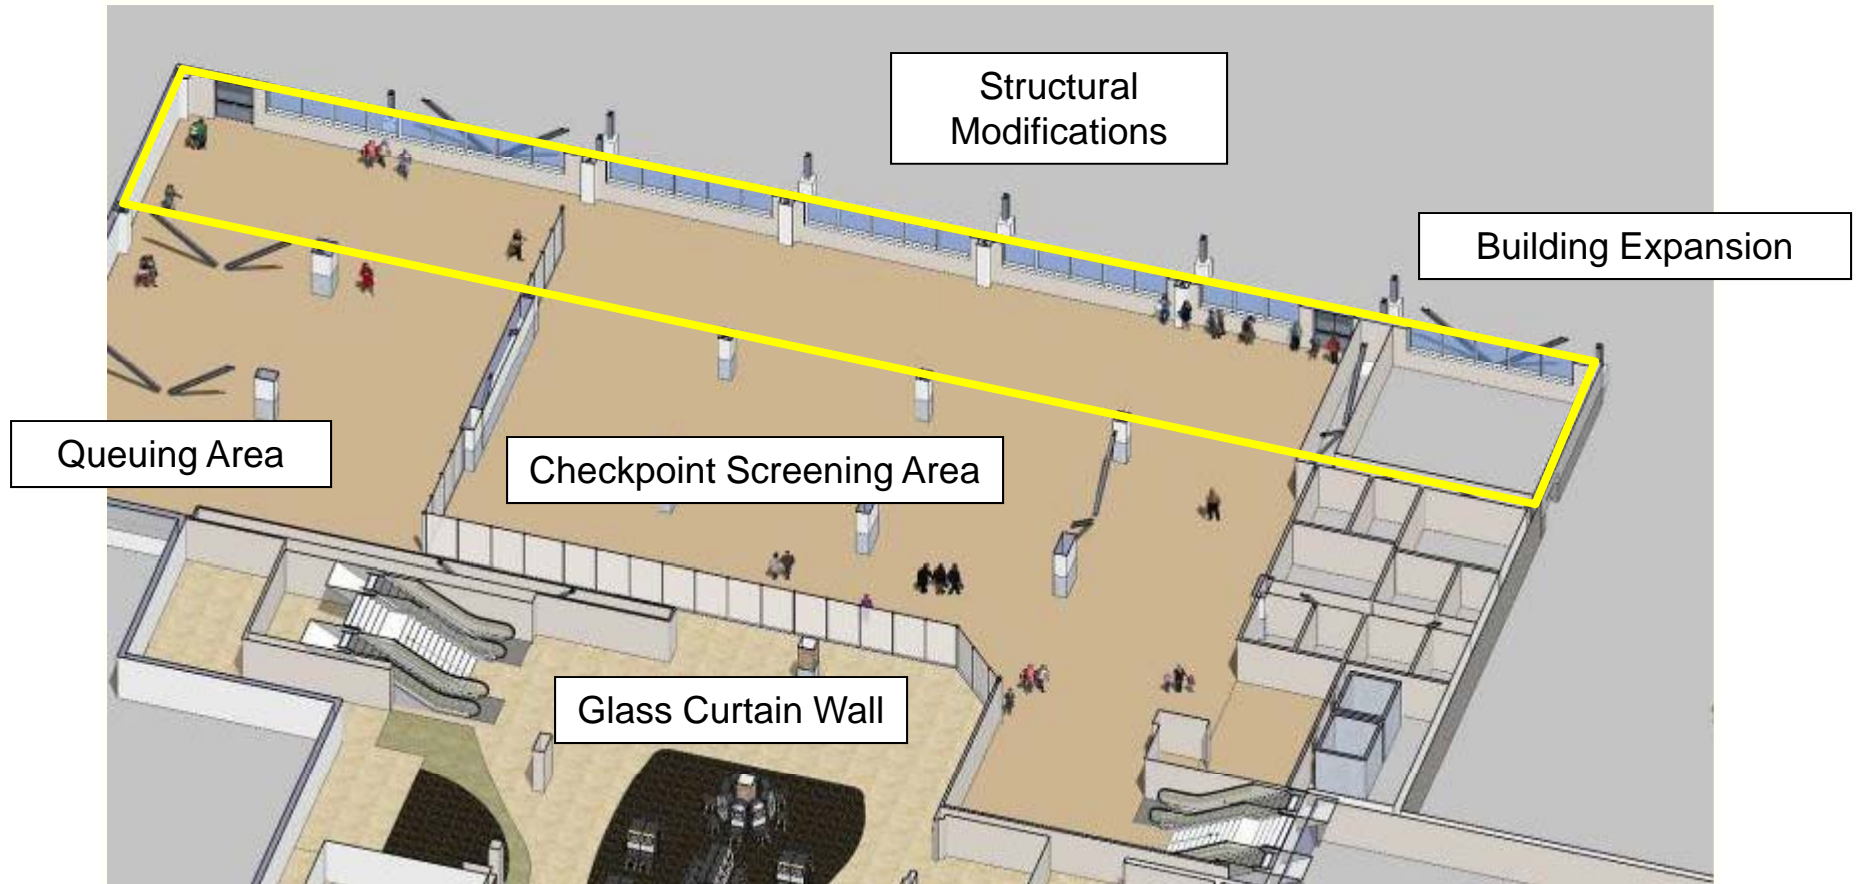 Structural
Modifications
Building Expansion
Queuing Area
Checkpoint Screening Area
Glass Curtain Wall